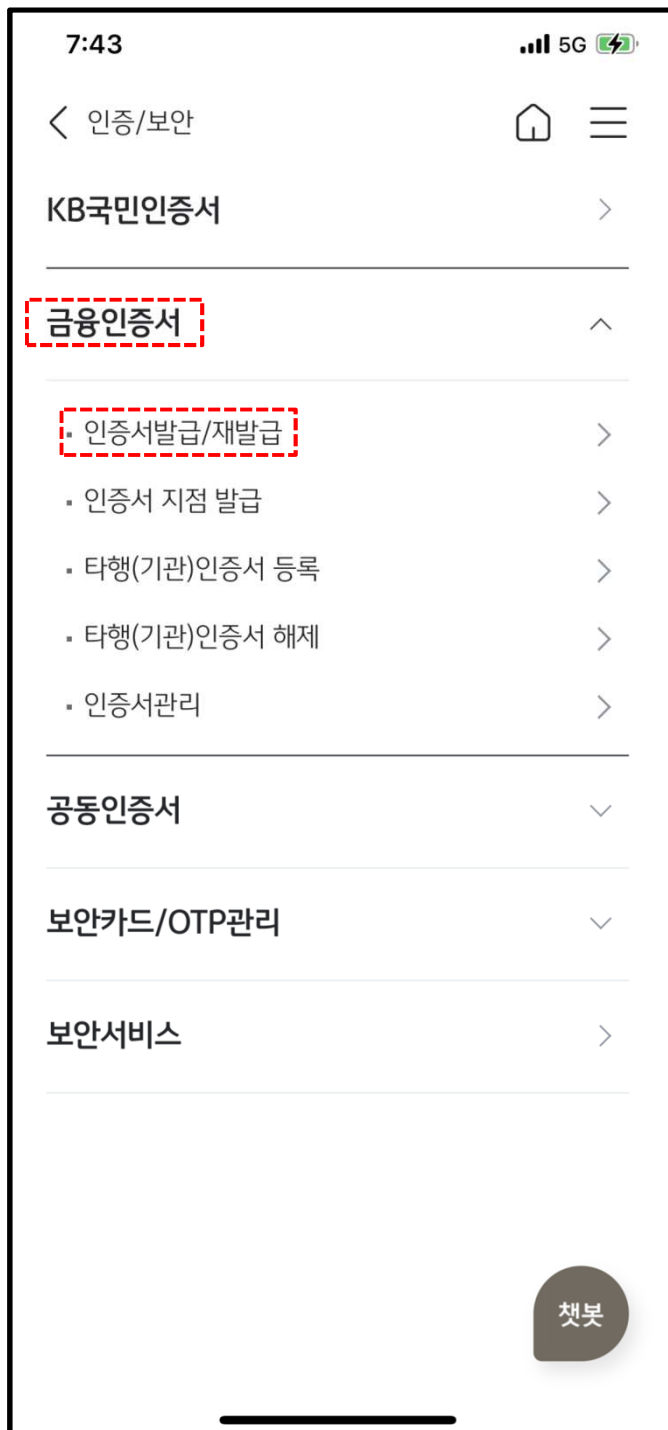 7:43 5G
인증/보안
KB국민인증서
금융인증서
▪ 인증서발급/재발급
▪ 인증서 지점 발급
▪ 타행(기관)인증서 등록
▪ 타행(기관)인증서 해제
▪ 인증서관리
공동인증서
보안카드/OTP관리
보안서비스
챗봇